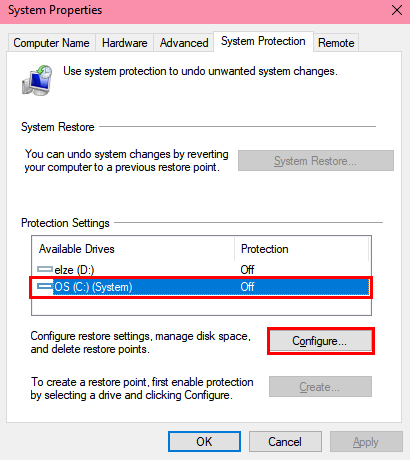 System Properties
Computer Name
Hardware
Advanced
System Protection
Remote
Use system protection to undo unwanted system changes.
System Restore
You can undo system changes by reverting
your computer to a previous restore point.
System Restore...
Protection Settings
Available Drives
Protection
elze (D:)
Off
OS (C:) (System)
Off
Configure restore settings, manage disk space,
and delete restore points.
Configure...
To create a restore point, first enable protection
by selecting a drive and clicking Configure.
Create...
OK
Cancel
Apply